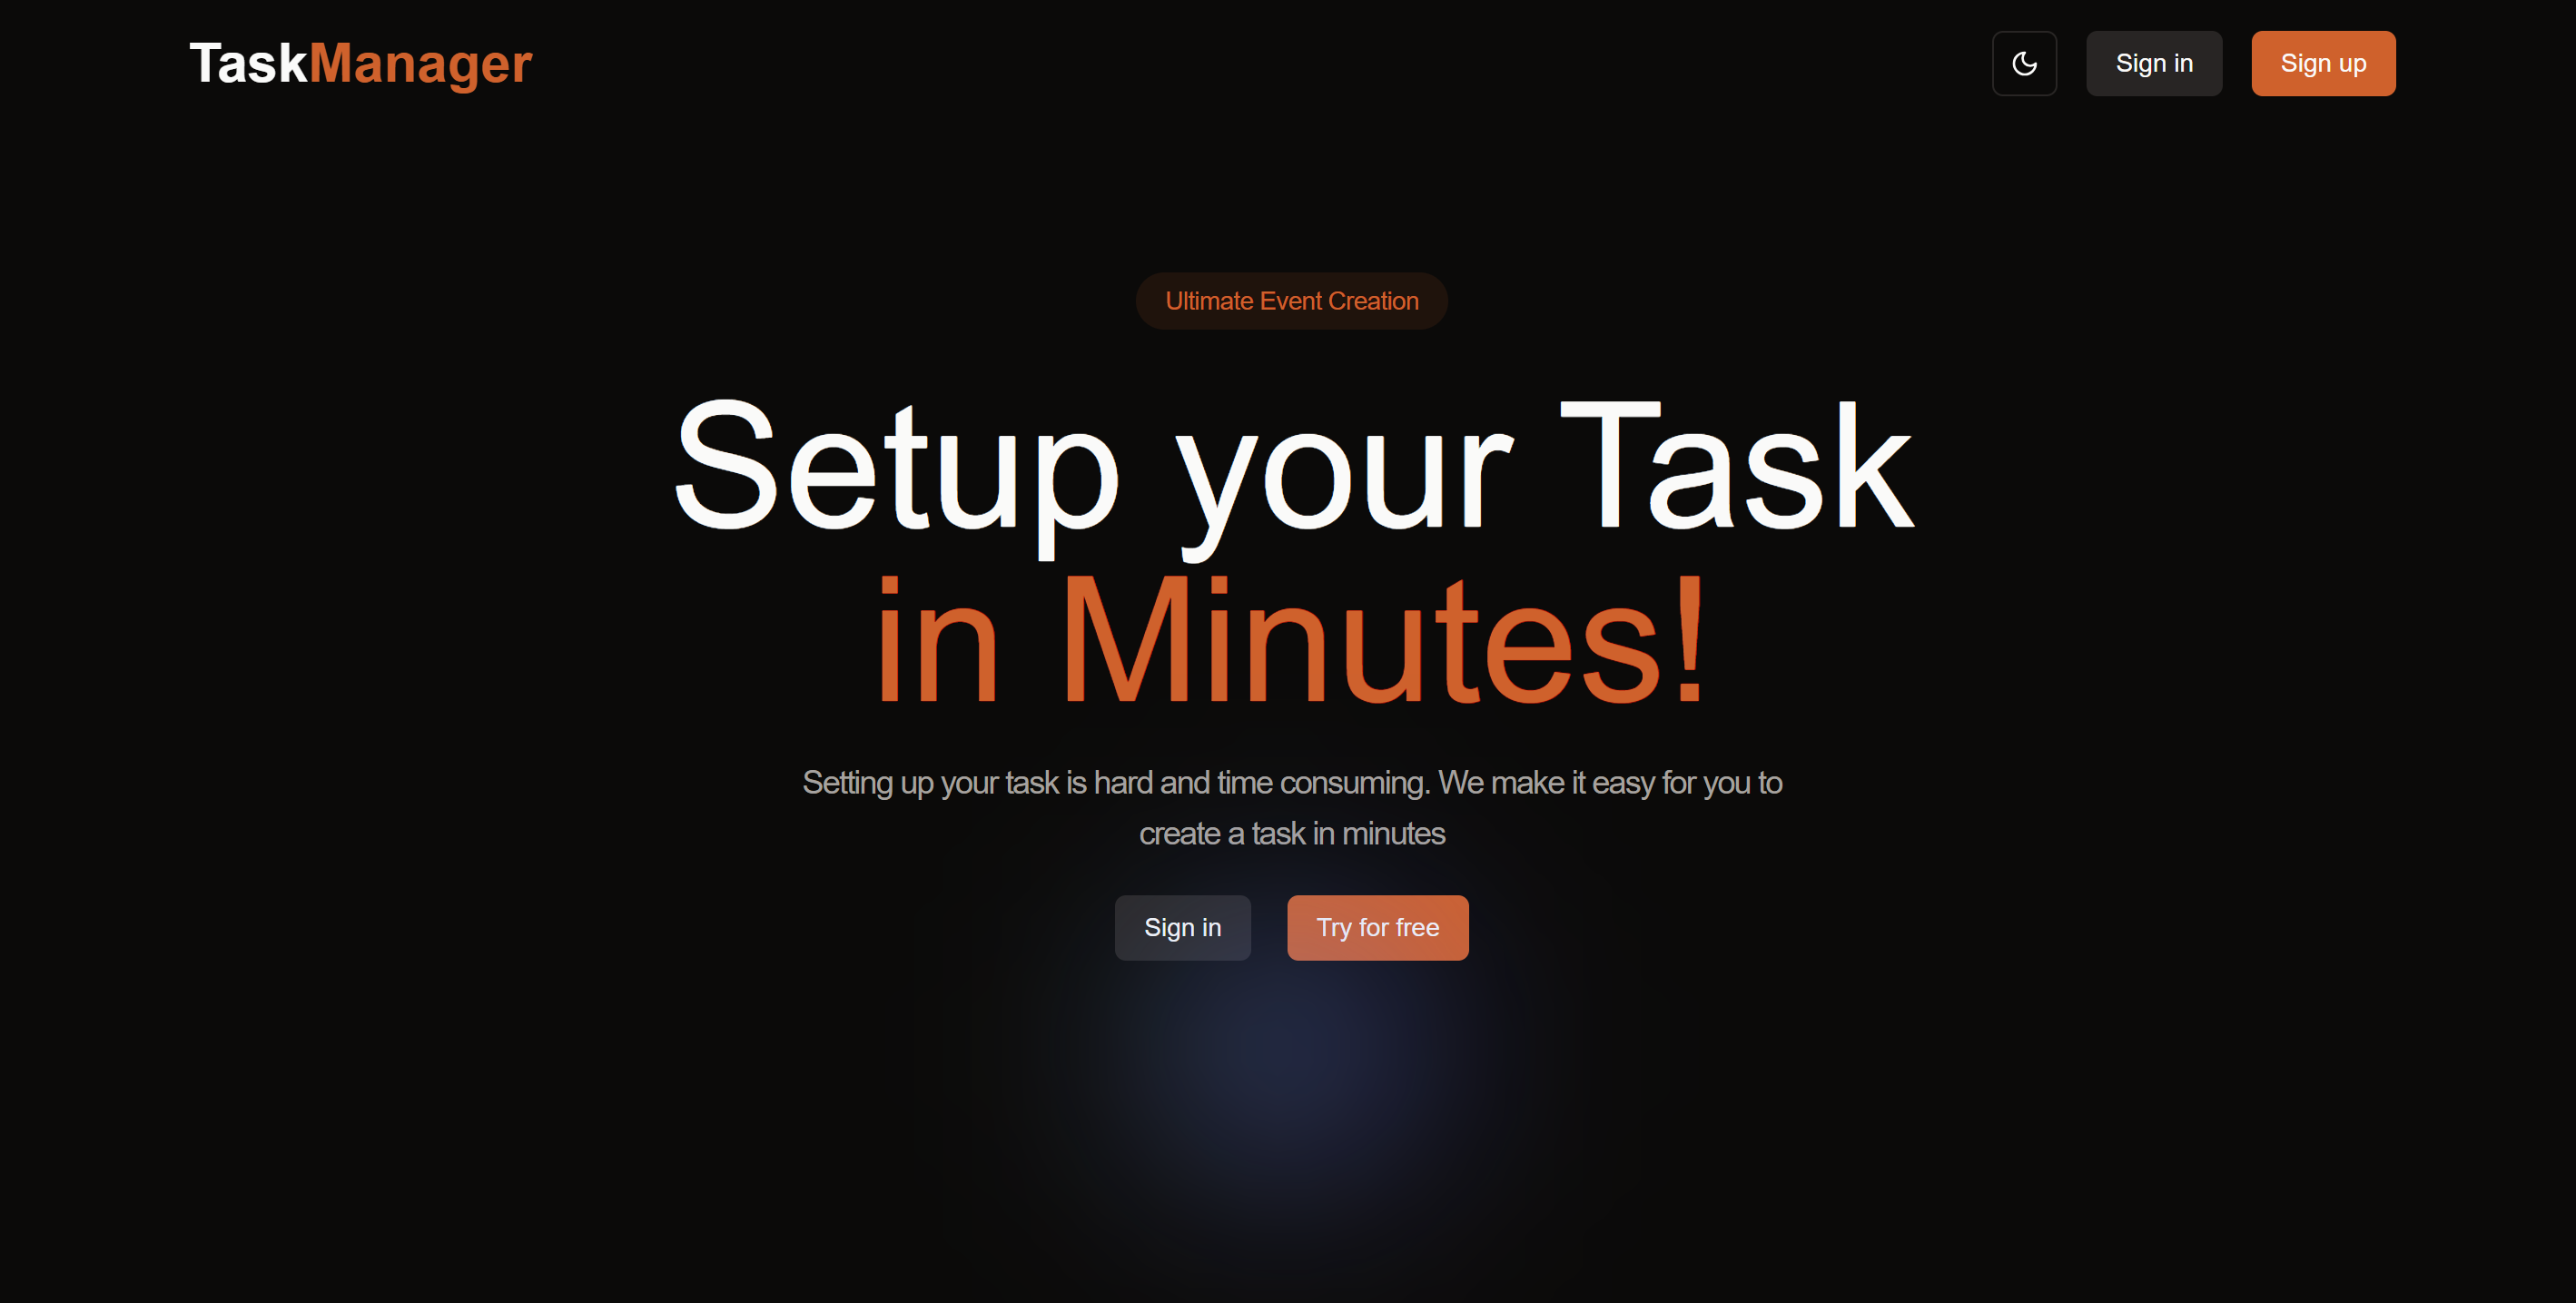 TaskManager
Sign in
Sign up
Ultimate Event Creation
Setup your Task
in Minutes!
Setting up your task is hard and time consuming. We make it easy for you to
create a task in minutes
Sign in
Try for free